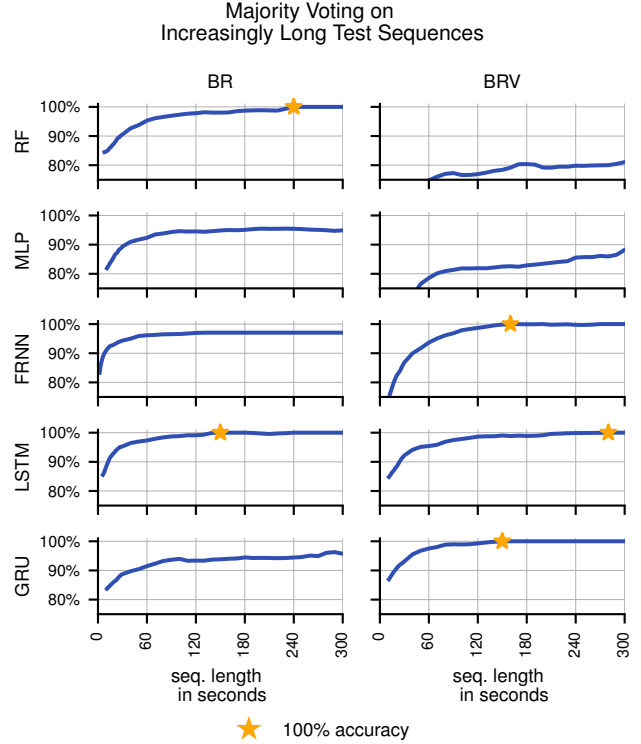 Majority Voting on
Increasingly Long Test Sequences
BR
BRV
RF
100%
90%
80%
MLP
100%
90%
80%
FRNN
100%
90%
80%
LSTM
100%
90%
80%
GRU
100%
90%
80%
0 60 120 180 240 300
0 60 120 180 240 300
seq. length
in seconds
seq. length
in seconds
100% accuracy